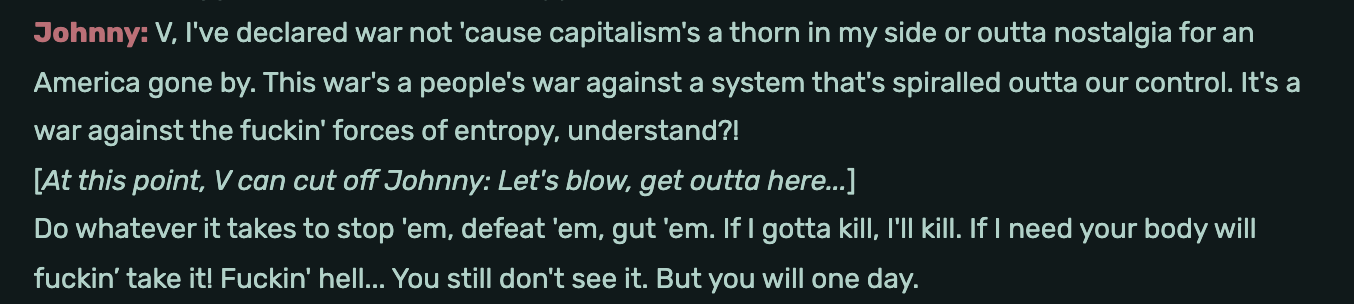 Johnny: V, I've declared war not 'cause capitalism's a thorn in my side or outta nostalgia for an
America gone by. This war's a people's war against a system that's spiralled outta our control. It's a
war against the fuckin' forces of entropy, understand?!
[At this point, V can cut off Johnny: Let's blow, get outta here...]
Do whatever it takes to stop 'em, defeat 'em, gut 'em. If I gotta kill, I'll kill. If I need your body will
fuckin’ take it! Fuckin' hell... You still don't see it. But you will one day.